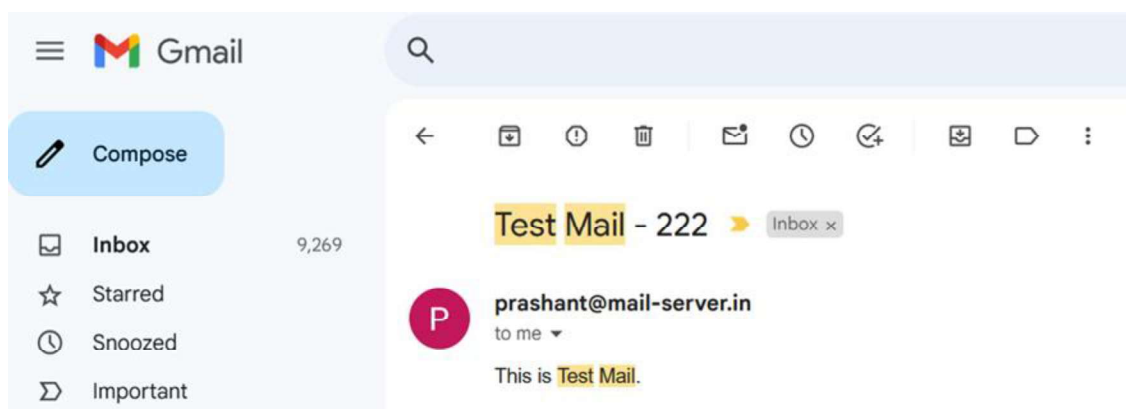 Gmail
Compose
Inbox 9,269
Starred
Snoozed
Important
Test Mail - 222 Inbox ×
P
prashant@mail-server.in
to me
This is Test Mail.